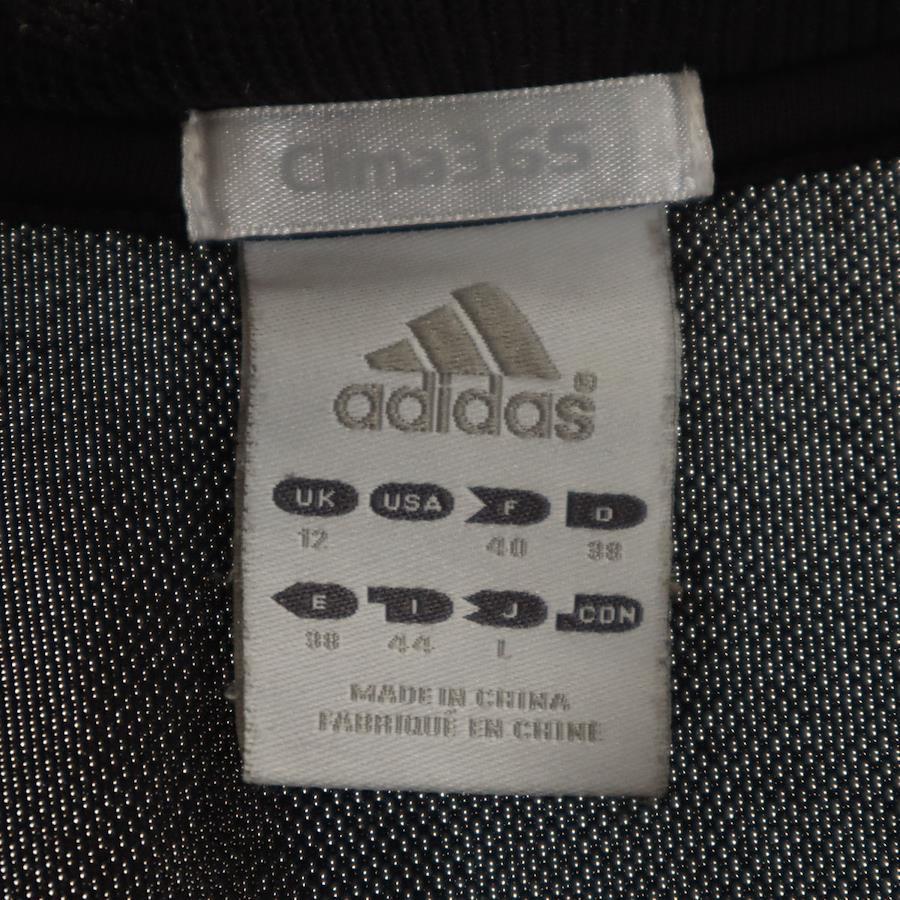 Clima365
adidas®
UK USA F D
12 40 38
E I J CDN
38 44 L
MADE IN CHINA
FABRIQUÉ EN CHINE